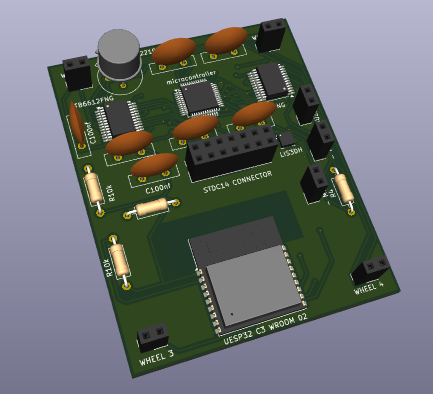 microcontroller
TB6612FNG
C100nf
LIS3DH
C100nf
STDC14 CONNECTOR
R10k
R10k
WHEEL 4
UESP32 C3 WROOM 02
WHEEL 3